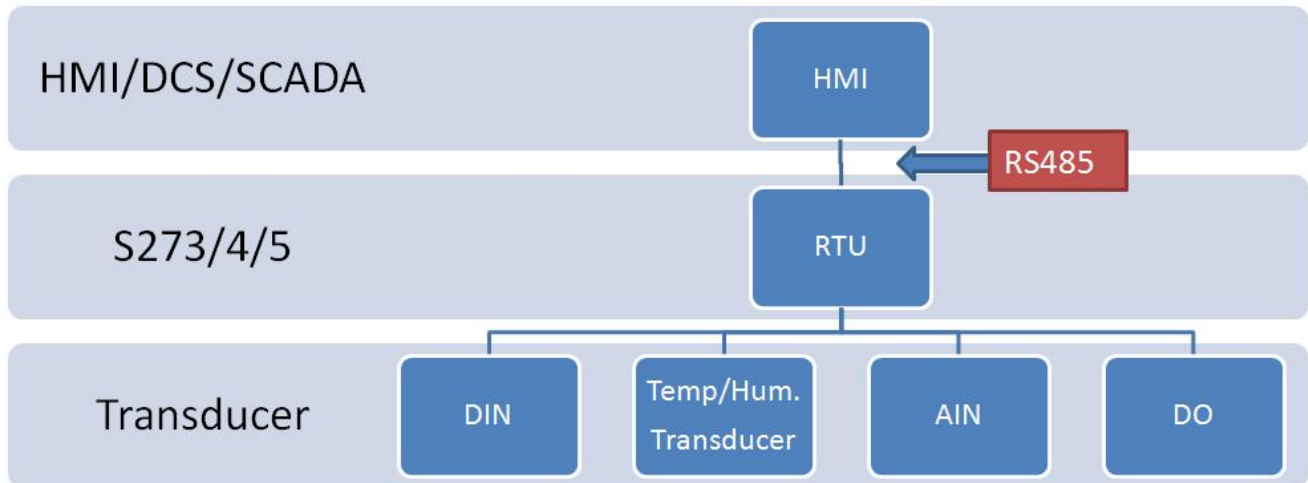 HMI/DCS/SCADA
HMI
RS485
S273/4/5
RTU
Transducer
DIN
Temp/Hum.
Transducer
AIN
DO